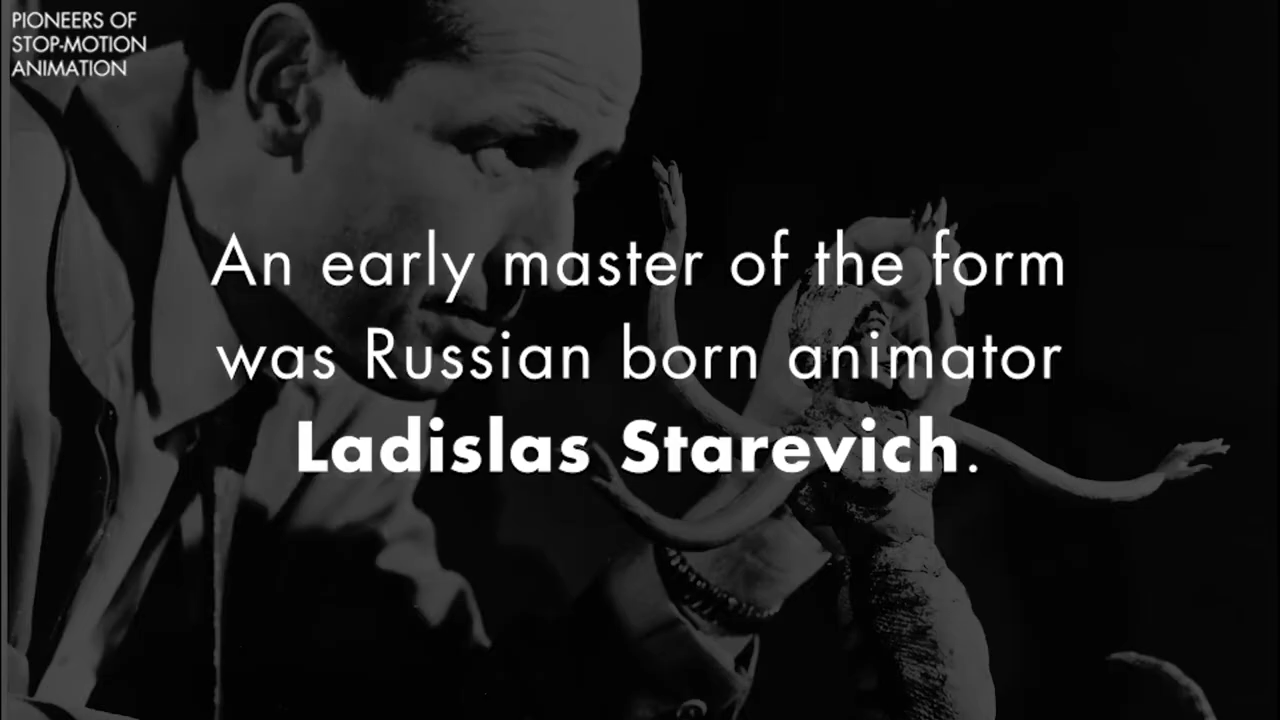 PIONEERS OF
STOP-MOTION
ANIMATION
An early master of the form
was Russian born animator
Ladislas Starevich.